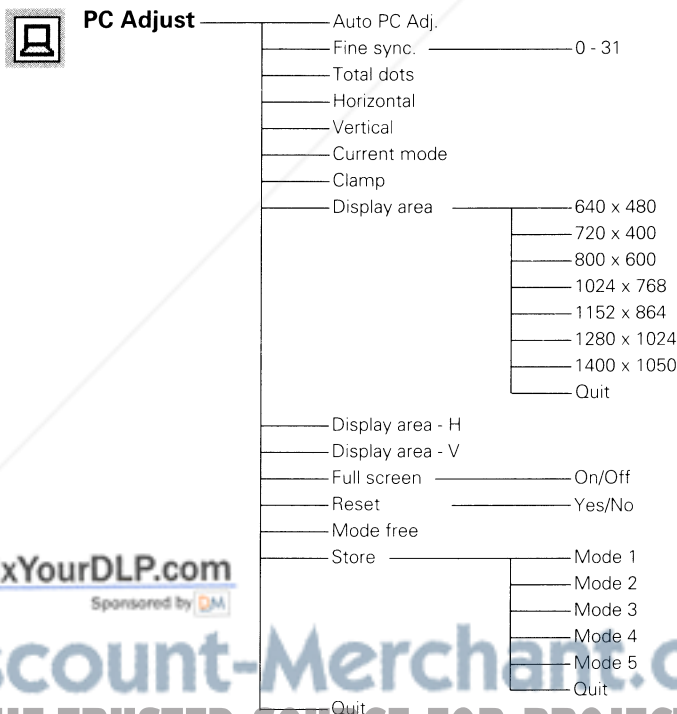 PC Adjust Auto PC Adj.
Fine sync. 0 - 31
Total dots
Horizontal
Vertical
Current mode
Clamp
Display area 640 x 480
720 x 400
800 x 600
1024 x 768
1152 x 864
1280 x 1024
1400 x 1050
Quit
Display area - H
Display area - V
Full screen On/Off
Reset Yes/No
Mode free
Store Mode 1
Mode 2
Mode 3
Mode 4
Mode 5
Quit
Quit
xYourDLP.com
Sponsored by DM
scount-Merchant.c